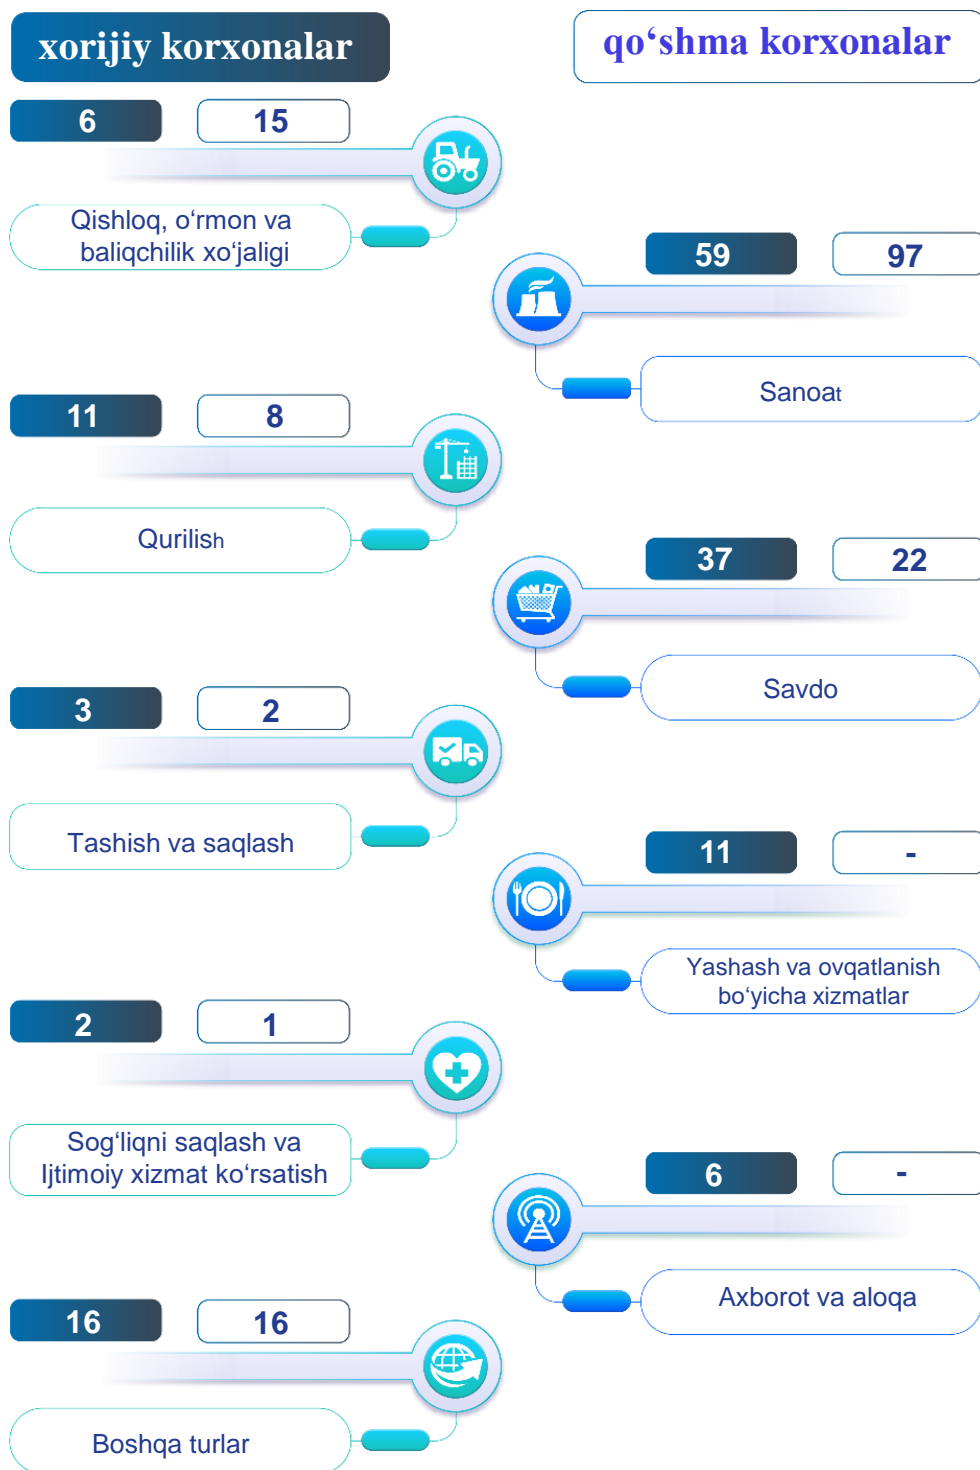 xorijiy korxonalar
qo‘shma korxonalar
6 15
Qishloq, o‘rmon va
baliqchilik xo‘jaligi
59 97
Sanoat
11 8
Qurilish
37 22
Savdo
3 2
Tashish va saqlash
11 -
Yashash va ovqatlanish
bo‘yicha xizmatlar
2 1
Sog‘liqni saqlash va
Ijtimoiy xizmat ko‘rsatish
6 -
Axborot va aloqa
16 16
Boshqa turlar